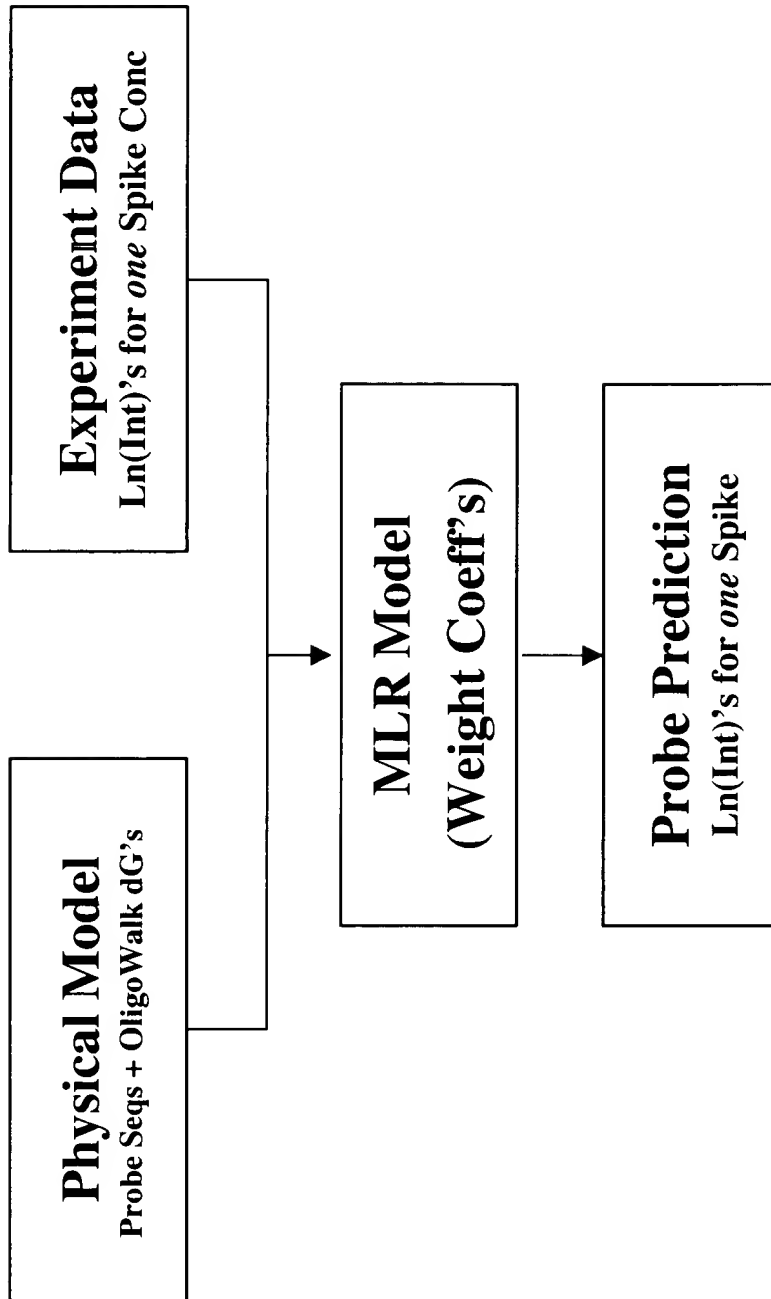 Physical Model
Probe Seqs + OligoWalk dG's
Experiment Data
Ln(Int)'s for one Spike Conc
MLR Model
(Weight Coeff's)
Probe Prediction
Ln(Int)'s for one Spike